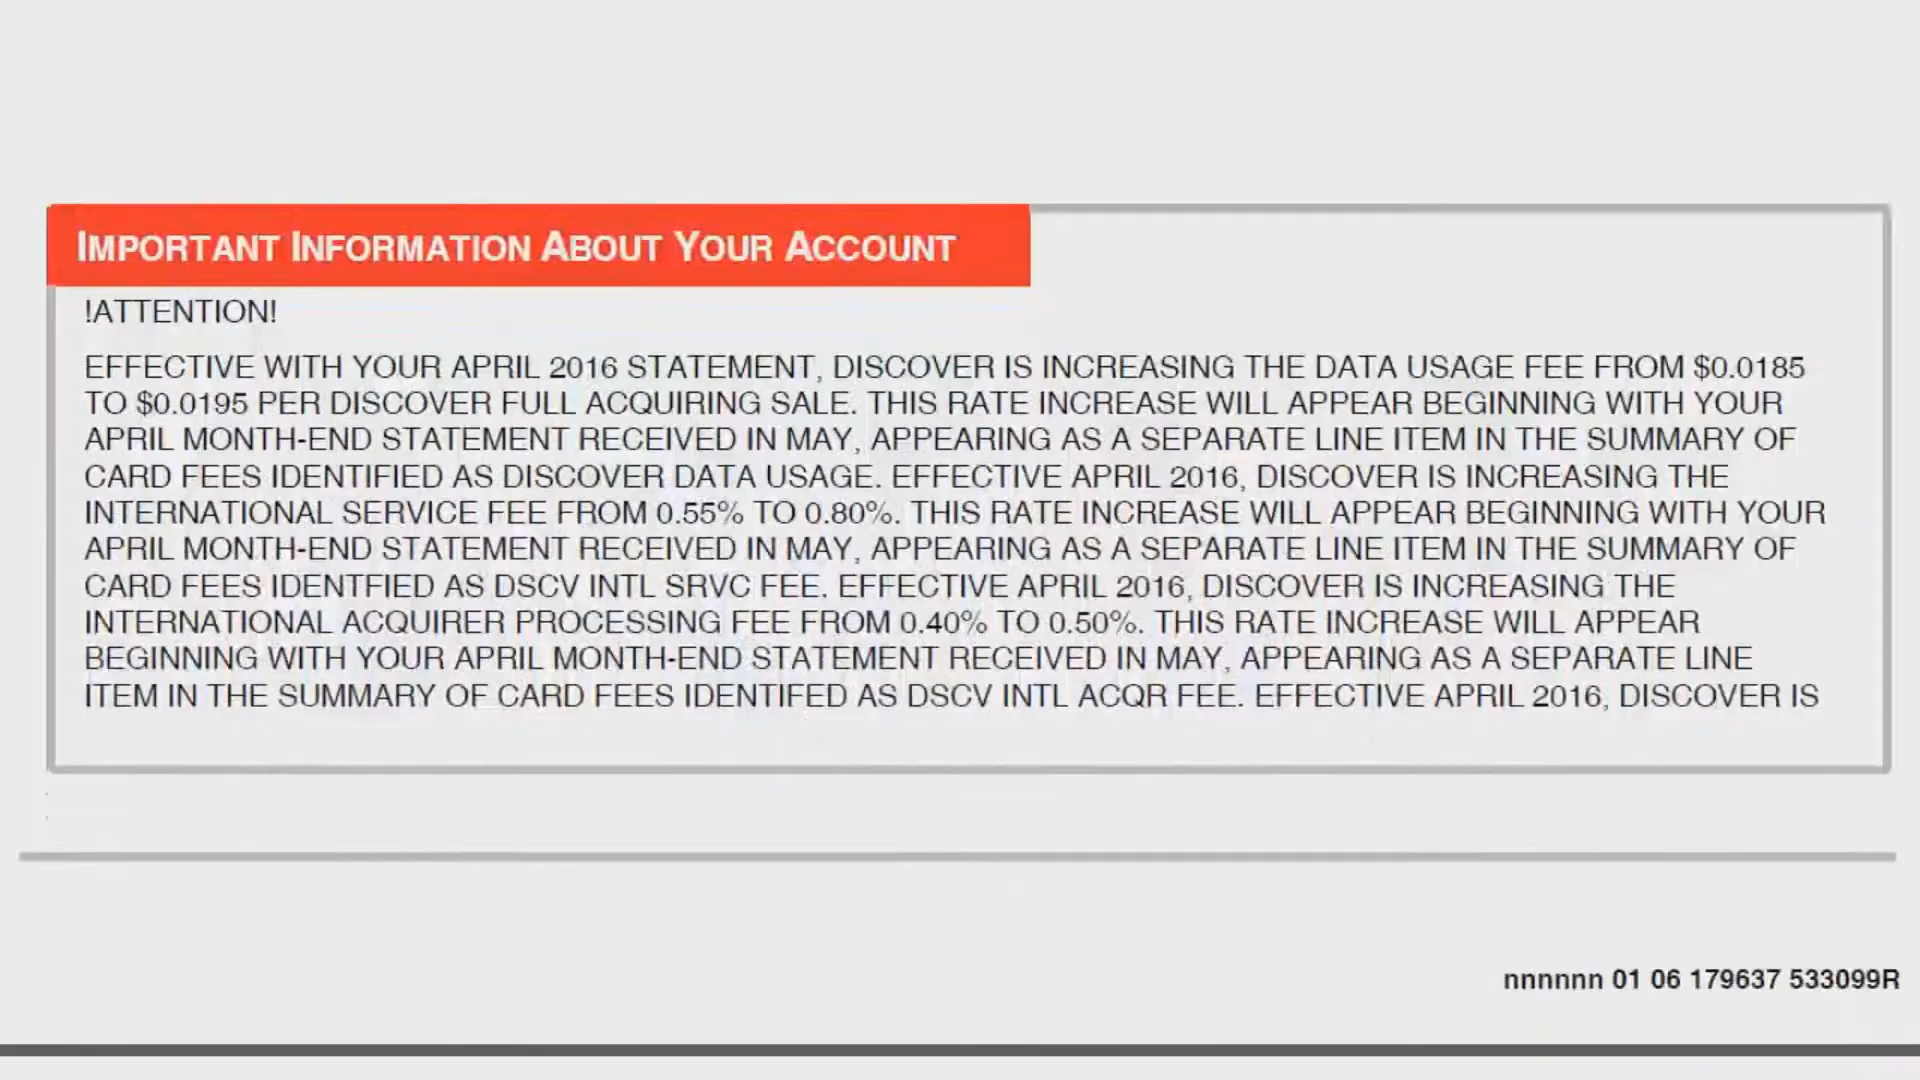 IMPORTANT INFORMATION ABOUT YOUR ACCOUNT
!ATTENTION!
EFFECTIVE WITH YOUR APRIL 2016 STATEMENT, DISCOVER IS INCREASING THE DATA USAGE FEE FROM $0.0185
TO $0.0195 PER DISCOVER FULL ACQUIRING SALE. THIS RATE INCREASE WILL APPEAR BEGINNING WITH YOUR
APRIL MONTH-END STATEMENT RECEIVED IN MAY, APPEARING AS A SEPARATE LINE ITEM IN THE SUMMARY OF
CARD FEES IDENTIFIED AS DISCOVER DATA USAGE. EFFECTIVE APRIL 2016, DISCOVER IS INCREASING THE
INTERNATIONAL SERVICE FEE FROM 0.55% TO 0.80%. THIS RATE INCREASE WILL APPEAR BEGINNING WITH YOUR
APRIL MONTH-END STATEMENT RECEIVED IN MAY, APPEARING AS A SEPARATE LINE ITEM IN THE SUMMARY OF
CARD FEES IDENTFIED AS DSCV INTL SRVC FEE. EFFECTIVE APRIL 2016, DISCOVER IS INCREASING THE
INTERNATIONAL ACQUIRER PROCESSING FEE FROM 0.40% TO 0.50%. THIS RATE INCREASE WILL APPEAR
BEGINNING WITH YOUR APRIL MONTH-END STATEMENT RECEIVED IN MAY, APPEARING AS A SEPARATE LINE
ITEM IN THE SUMMARY OF CARD FEES IDENTIFED AS DSCV INTL ACQR FEE. EFFECTIVE APRIL 2016, DISCOVER IS
nnnnnn 01 06 179637 533099R